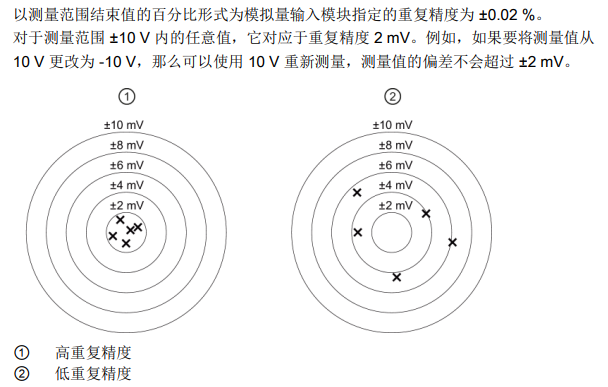 以测量范围结束值的百分比形式为模拟量输入模块指定的重复精度为 ±0.02 %。
对于测量范围 ±10 V 内的任意值，它对应于重复精度 2 mV。例如，如果要将测量值从
10 V 更改为 -10 V，那么可以使用 10 V 重新测量，测量值的偏差不会超过 ±2 mV。
① ②
±10 mV ±10 mV
±8 mV ±8 mV
±6 mV ±6 mV
±4 mV ±4 mV
±2 mV ±2 mV
① 高重复精度
② 低重复精度